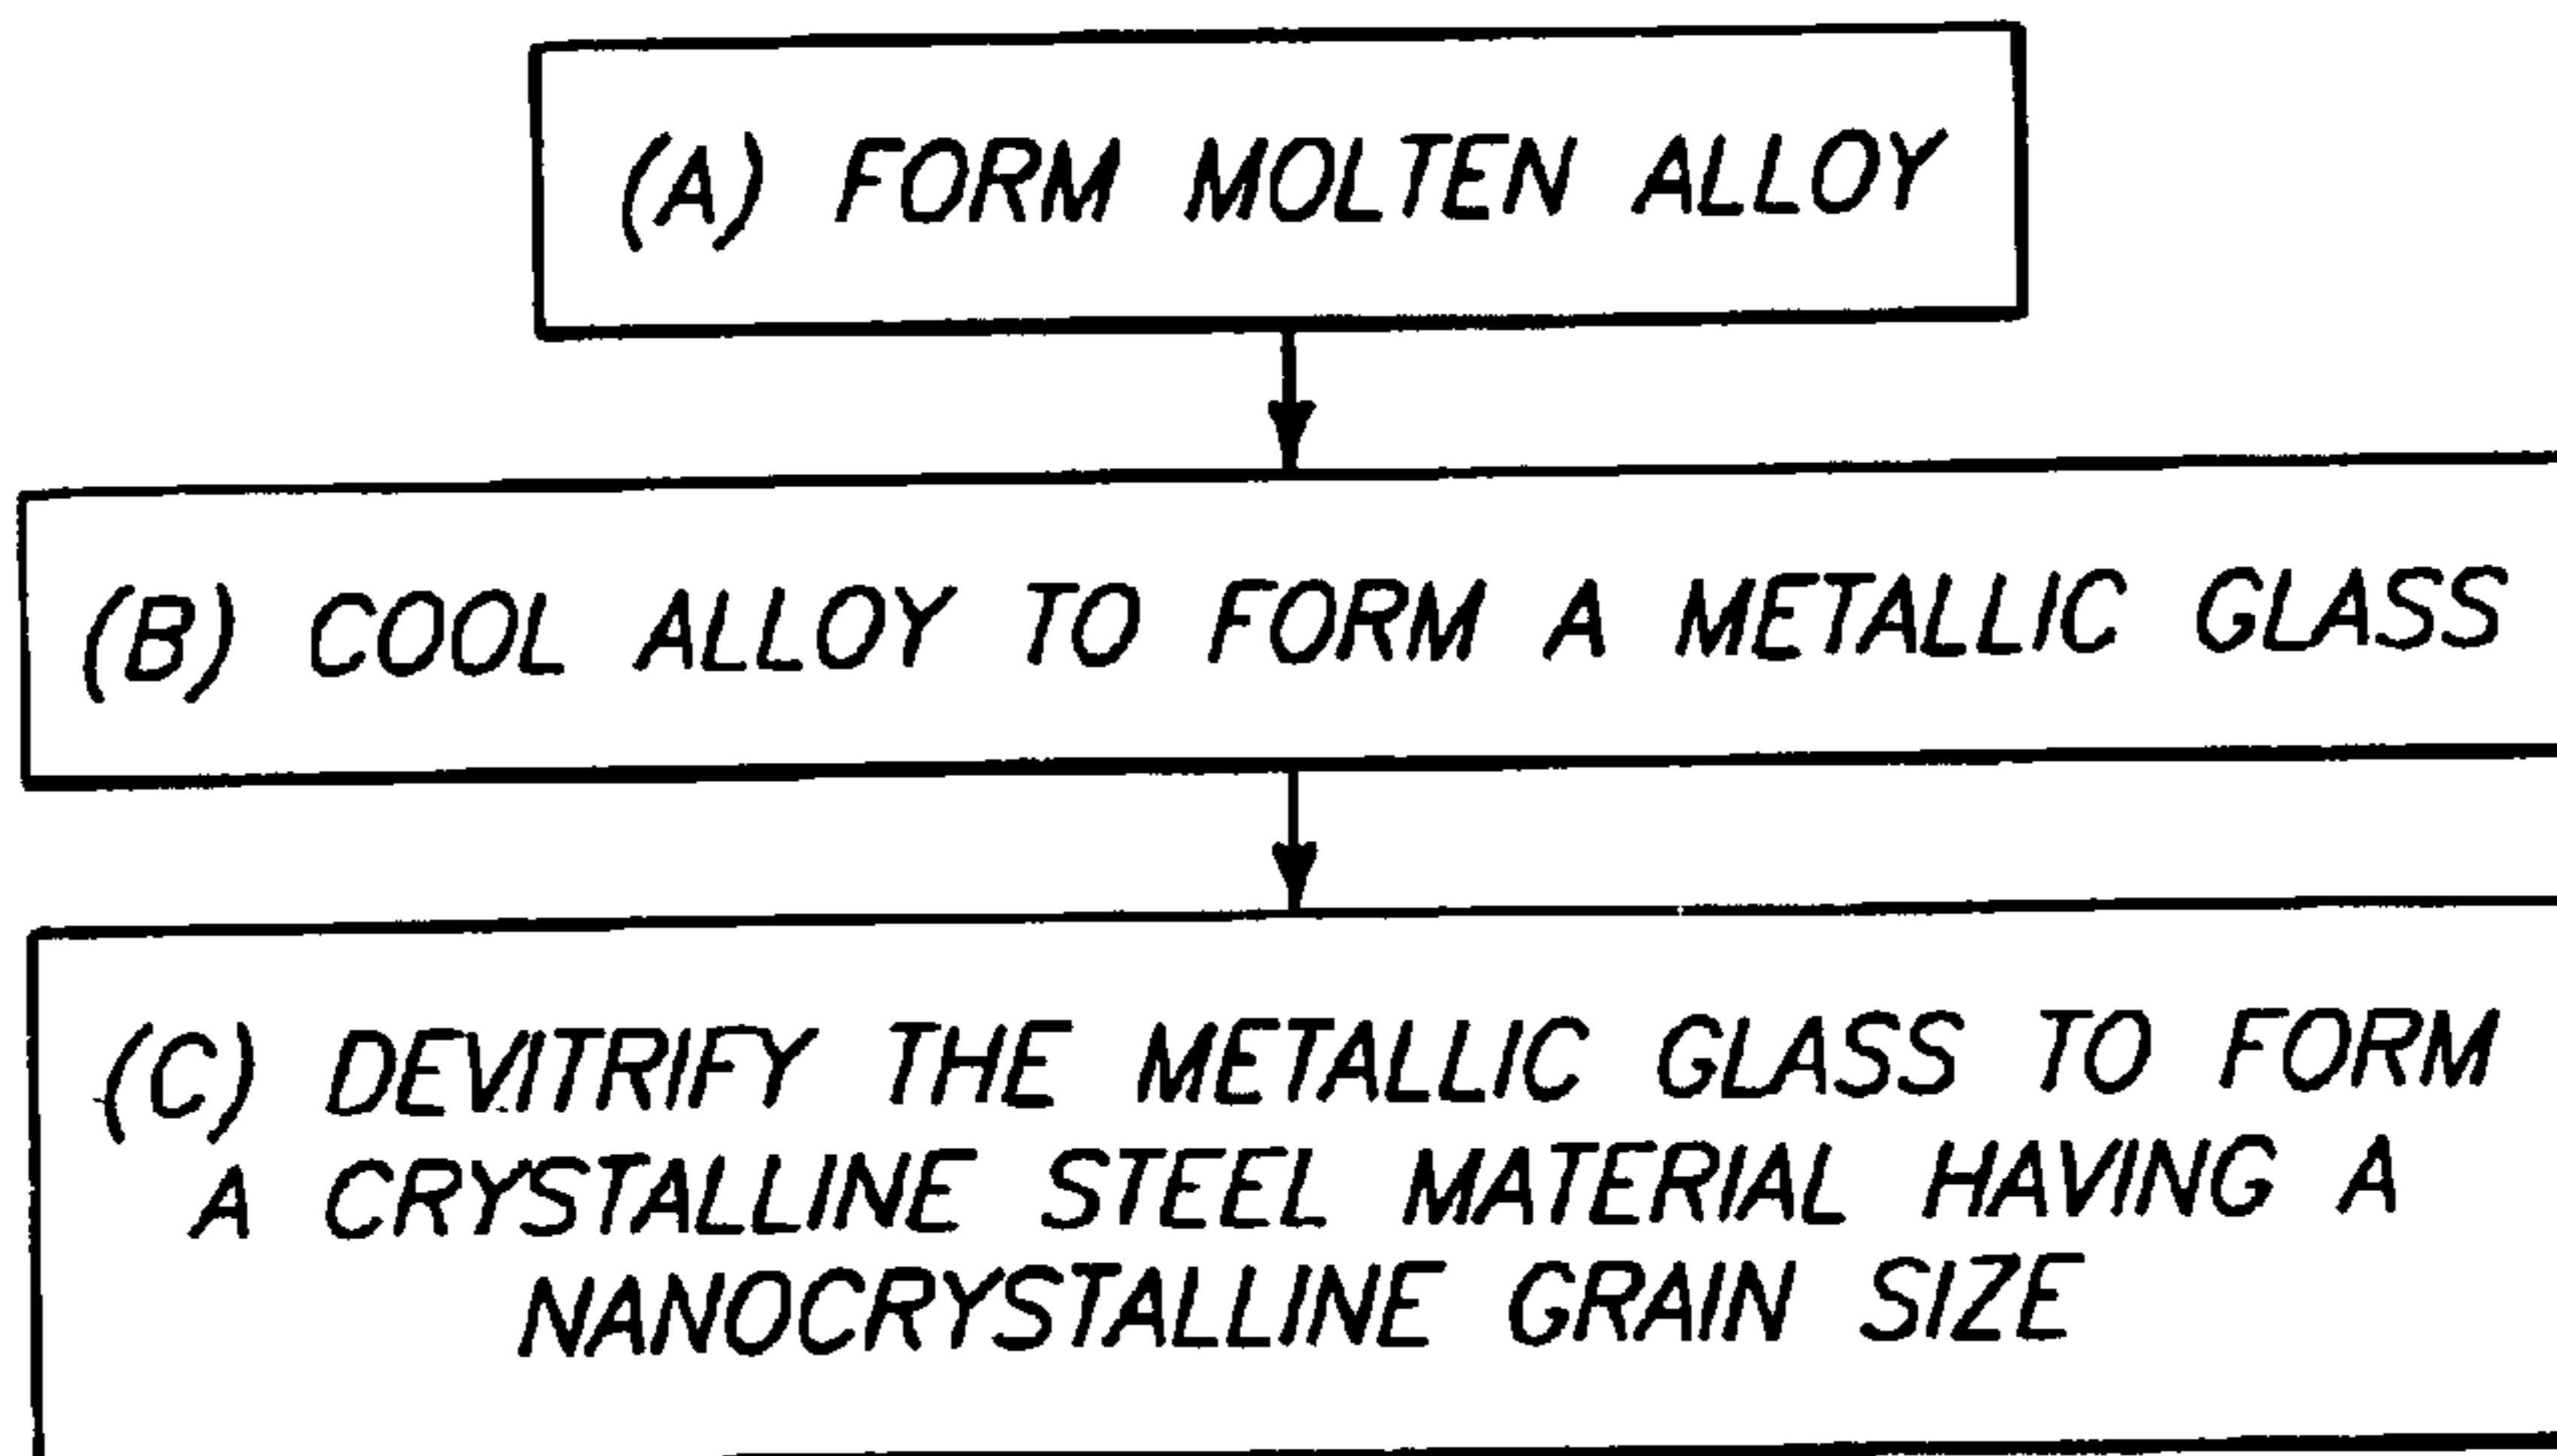 (A) FORM MOLTEN ALLOY
(B) COOL ALLOY TO FORM A METALLIC GLASS
(C) DEVITRIFY THE METALLIC GLASS TO FORM
A CRYSTALLINE STEEL MATERIAL HAVING A
NANOCRYSTALLINE GRAIN SIZE